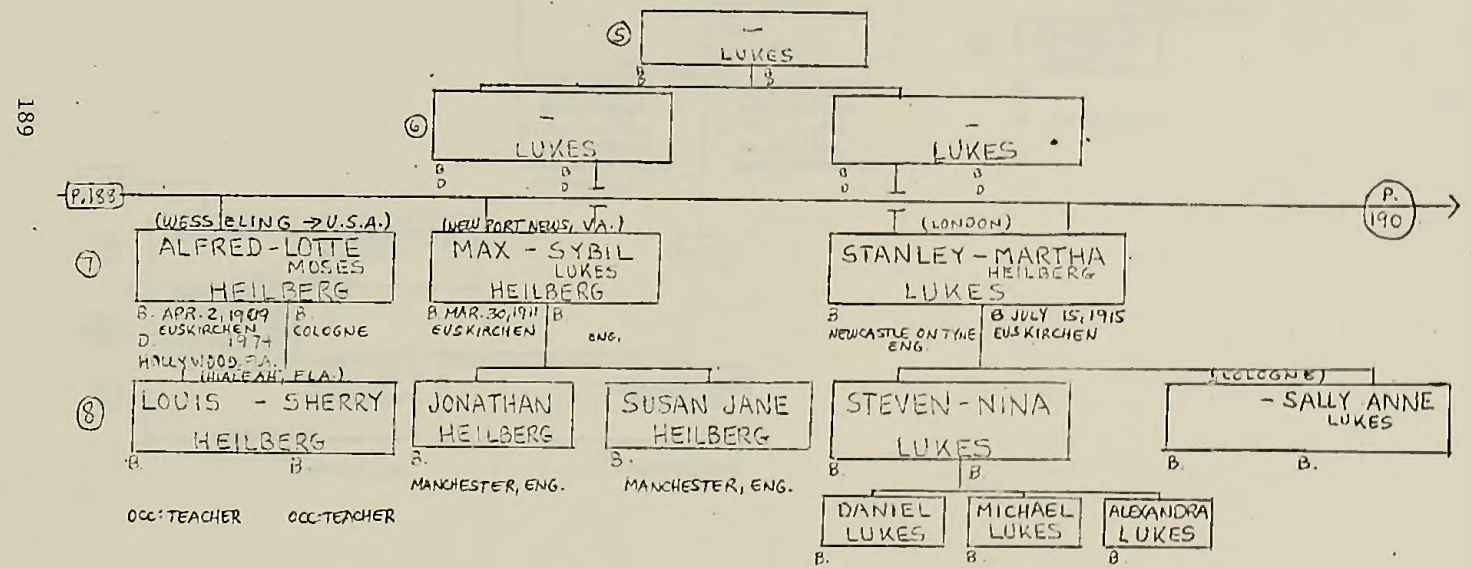 189
⑤
—
LUKES
B B
⑥
—
LUKES
B B
D D
—
LUKES
B B
D D
P. 190
(WESSELING → U.S.A.)
(NEWPORT NEWS, VA.)
(LONDON)
⑦
ALFRED - LOTTE
MOSES
HEILBERG
MAX - SYBIL
LUKES
HEILBERG
STANLEY - MARTHA
HEILBERG
LUKES
B. APR. 2, 1909 B.
EUSKIRCHEN COLOGNE
D. 1974
HOLLYWOOD, FLA.
B. MAR. 30, 1911 B.
EUSKIRCHEN ENG.
B B JULY 15, 1915
NEWCASTLE ON TYNE EUSKIRCHEN
ENG.
(HIALEAH, FLA.)
(COLOGNE)
⑧
LOUIS - SHERRY
HEILBERG
JONATHAN
HEILBERG
SUSAN JANE
HEILBERG
STEVEN - NINA
LUKES
- SALLY ANNE
LUKES
B. B.
B.
MANCHESTER, ENG.
B.
MANCHESTER, ENG.
B. B.
B. B.
OCC: TEACHER OCC: TEACHER
DANIEL
LUKES
MICHAEL
LUKES
ALEXANDRA
LUKES
B.
B.
B